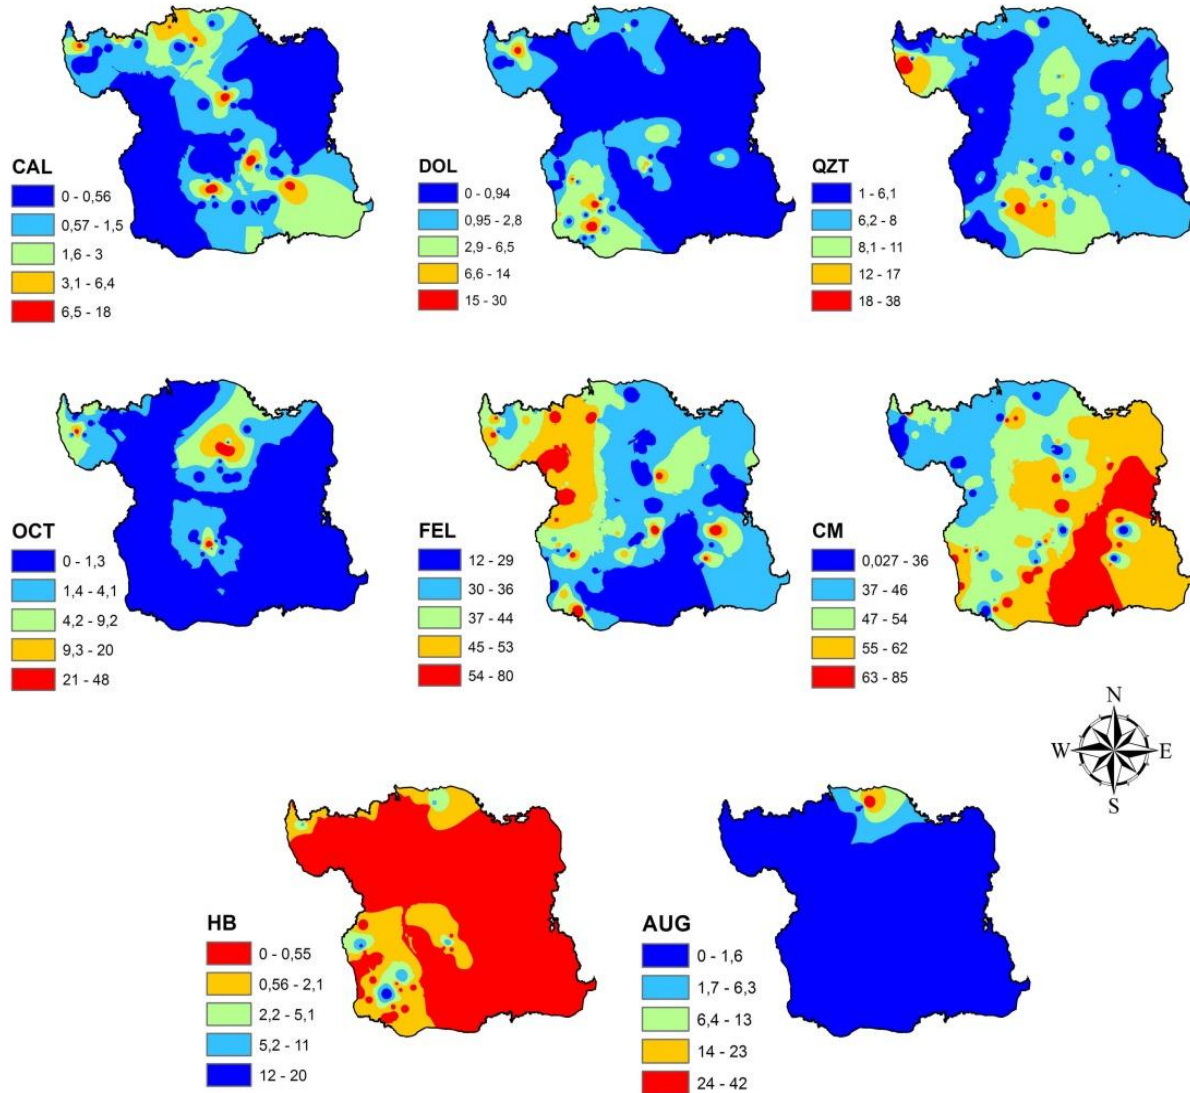 CAL
0 - 0,56
0,57 - 1,5
1,6 - 3
3,1 - 6,4
6,5 - 18
DOL
0 - 0,94
0,95 - 2,8
2,9 - 6,5
6,6 - 14
15 - 30
QZT
1 - 6,1
6,2 - 8
8,1 - 11
12 - 17
18 - 38
OCT
0 - 1,3
1,4 - 4,1
4,2 - 9,2
9,3 - 20
21 - 48
FEL
12 - 29
30 - 36
37 - 44
45 - 53
54 - 80
CM
0,027 - 36
37 - 46
47 - 54
55 - 62
63 - 85
N
W E
S
HB
0 - 0,55
0,56 - 2,1
2,2 - 5,1
5,2 - 11
12 - 20
AUG
0 - 1,6
1,7 - 6,3
6,4 - 13
14 - 23
24 - 42